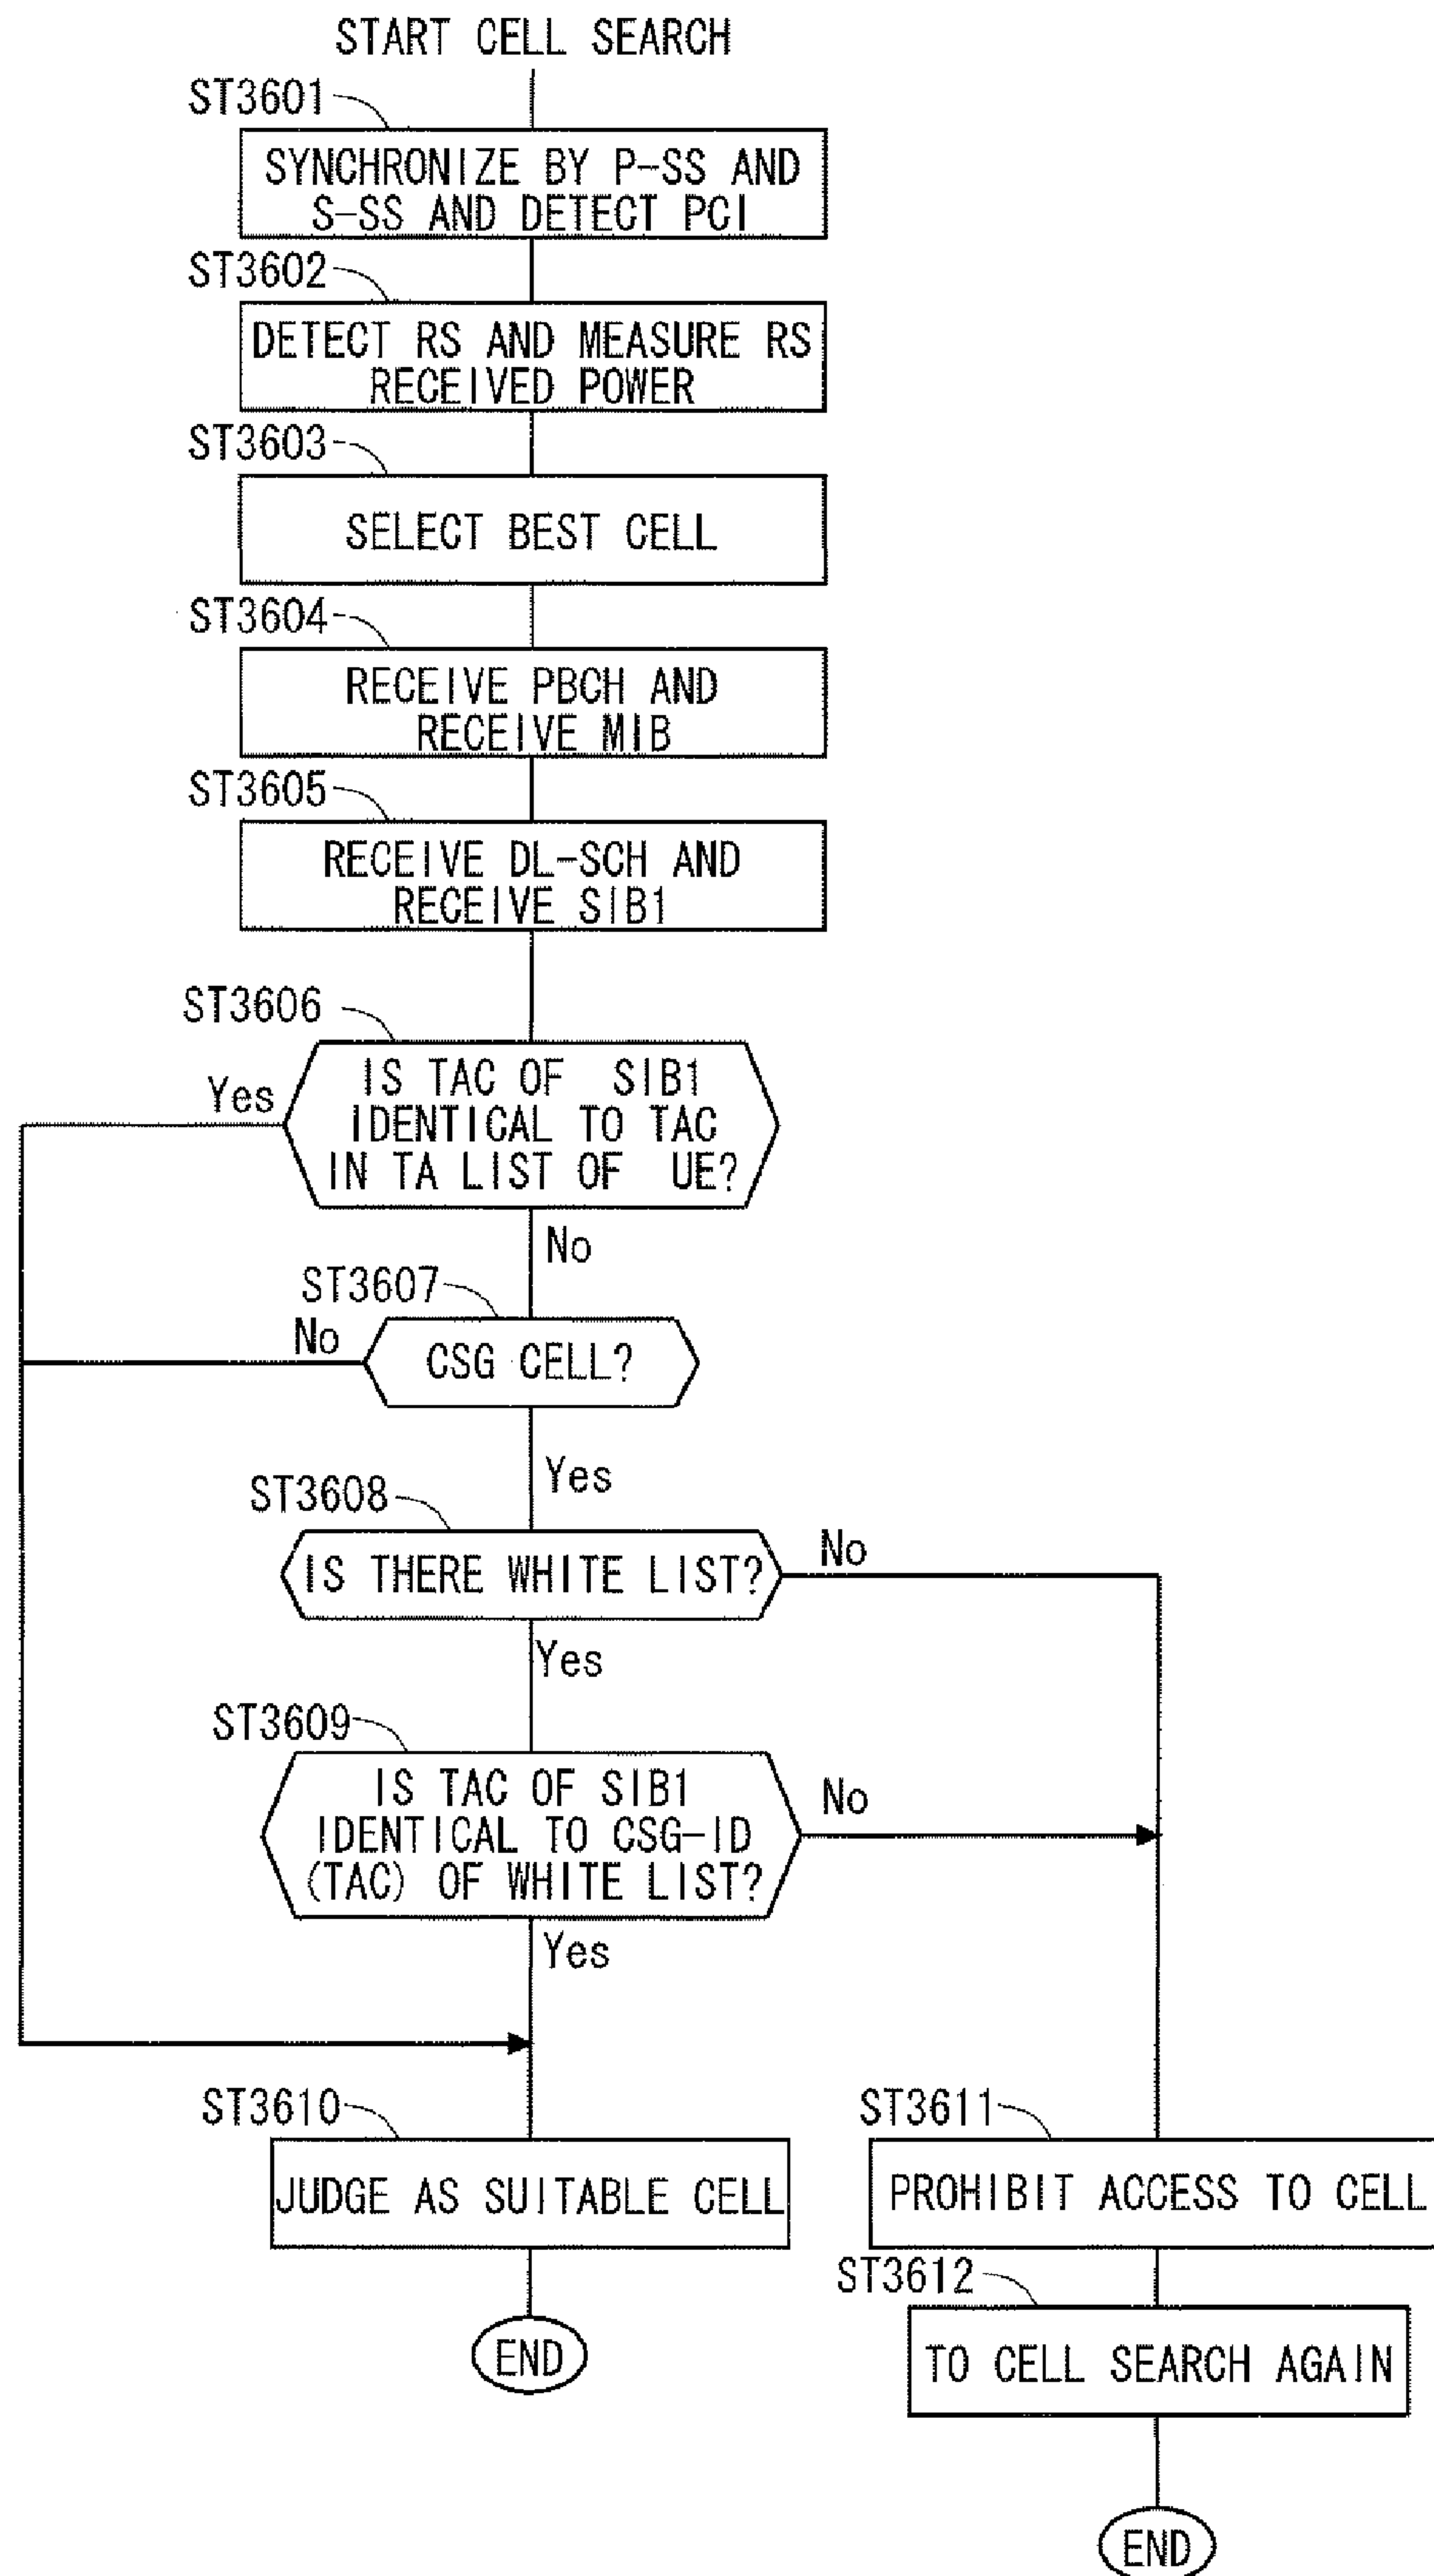 START CELL SEARCH
ST3601
SYNCHRONIZE BY P-SS AND
S-SS AND DETECT PCI
ST3602
DETECT RS AND MEASURE RS
RECEIVED POWER
ST3603
SELECT BEST CELL
ST3604
RECEIVE PBCH AND
RECEIVE MIB
ST3605
RECEIVE DL-SCH AND
RECEIVE SIB1
ST3606
IS TAC OF SIB1
IDENTICAL TO TAC
IN TA LIST OF UE?
Yes
No
ST3607
CSG CELL?
No
Yes
ST3608
IS THERE WHITE LIST?
No
Yes
ST3609
IS TAC OF SIB1
IDENTICAL TO CSG-ID
(TAC) OF WHITE LIST?
No
Yes
ST3610
JUDGE AS SUITABLE CELL
END
ST3611
PROHIBIT ACCESS TO CELL
ST3612
TO CELL SEARCH AGAIN
END